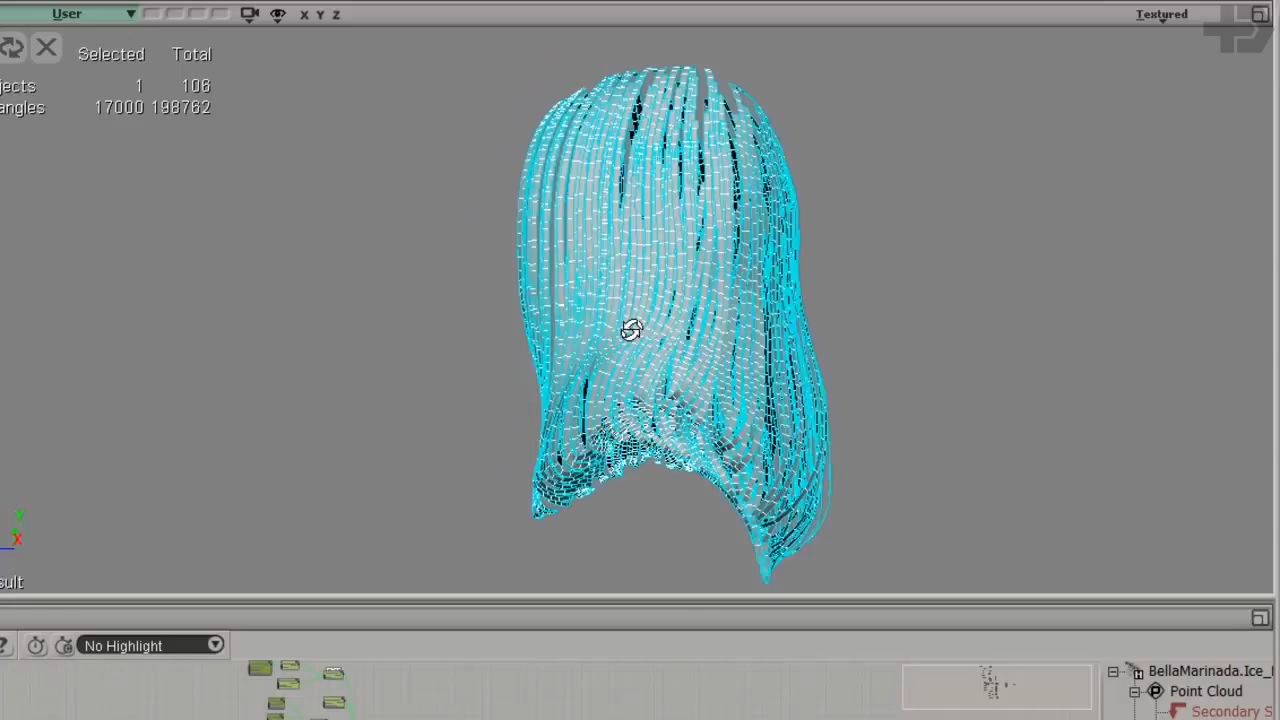 User
X Y Z
Textured
Selected Total
jects 1 106
angles 17000 198762
Y
X
sult
?
No Highlight
BellaMarinada.Ice_
P Point Cloud
Secondary S